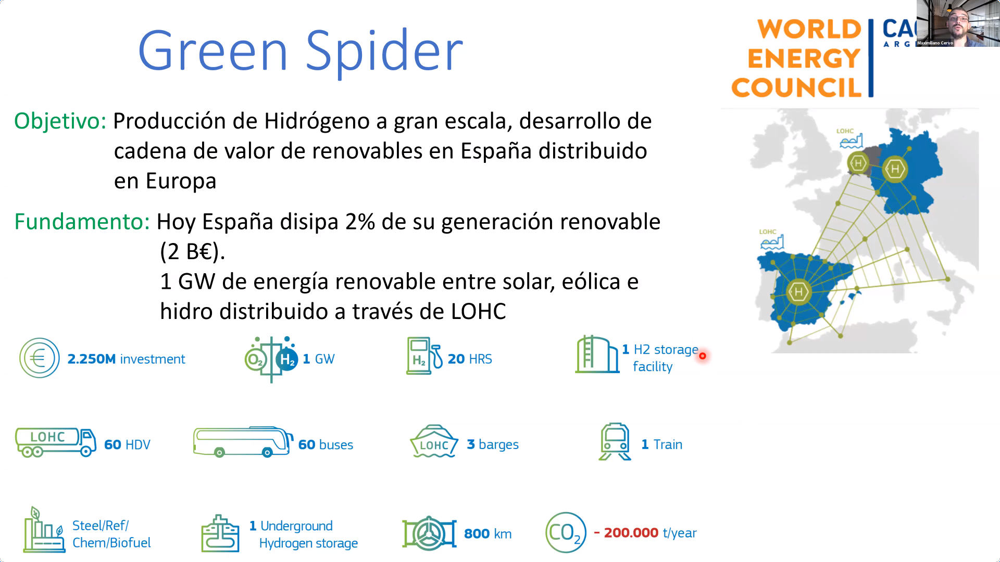 Green Spider
WORLD
ENERGY
COUNCIL
ARG
Maximiliano Cervo
Objetivo: Producción de Hidrógeno a gran escala, desarrollo de
cadena de valor de renovables en España distribuido
en Europa
Fundamento: Hoy España disipa 2% de su generación renovable
(2 B€).
1 GW de energía renovable entre solar, eólica e
hidro distribuido a través de LOHC
LOHC
H
H
LOHC
H
2.250M investment
O2 H2 1 GW
H2 20 HRS
1 H2 storage
facility
LOHC 60 HDV
60 buses
LOHC 3 barges
1 Train
Steel/Ref/
Chem/Biofuel
1 Underground
Hydrogen storage
800 km
CO2 - 200.000 t/year